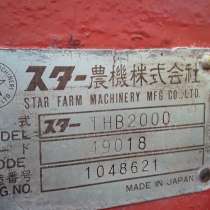 スター農機株式会社
STAR FARM MACHINERY MFG CO., LTD.
式 スター THB2000
ード 19018
ODE
番号 1048621
FG.NO. MADE IN JAPAN